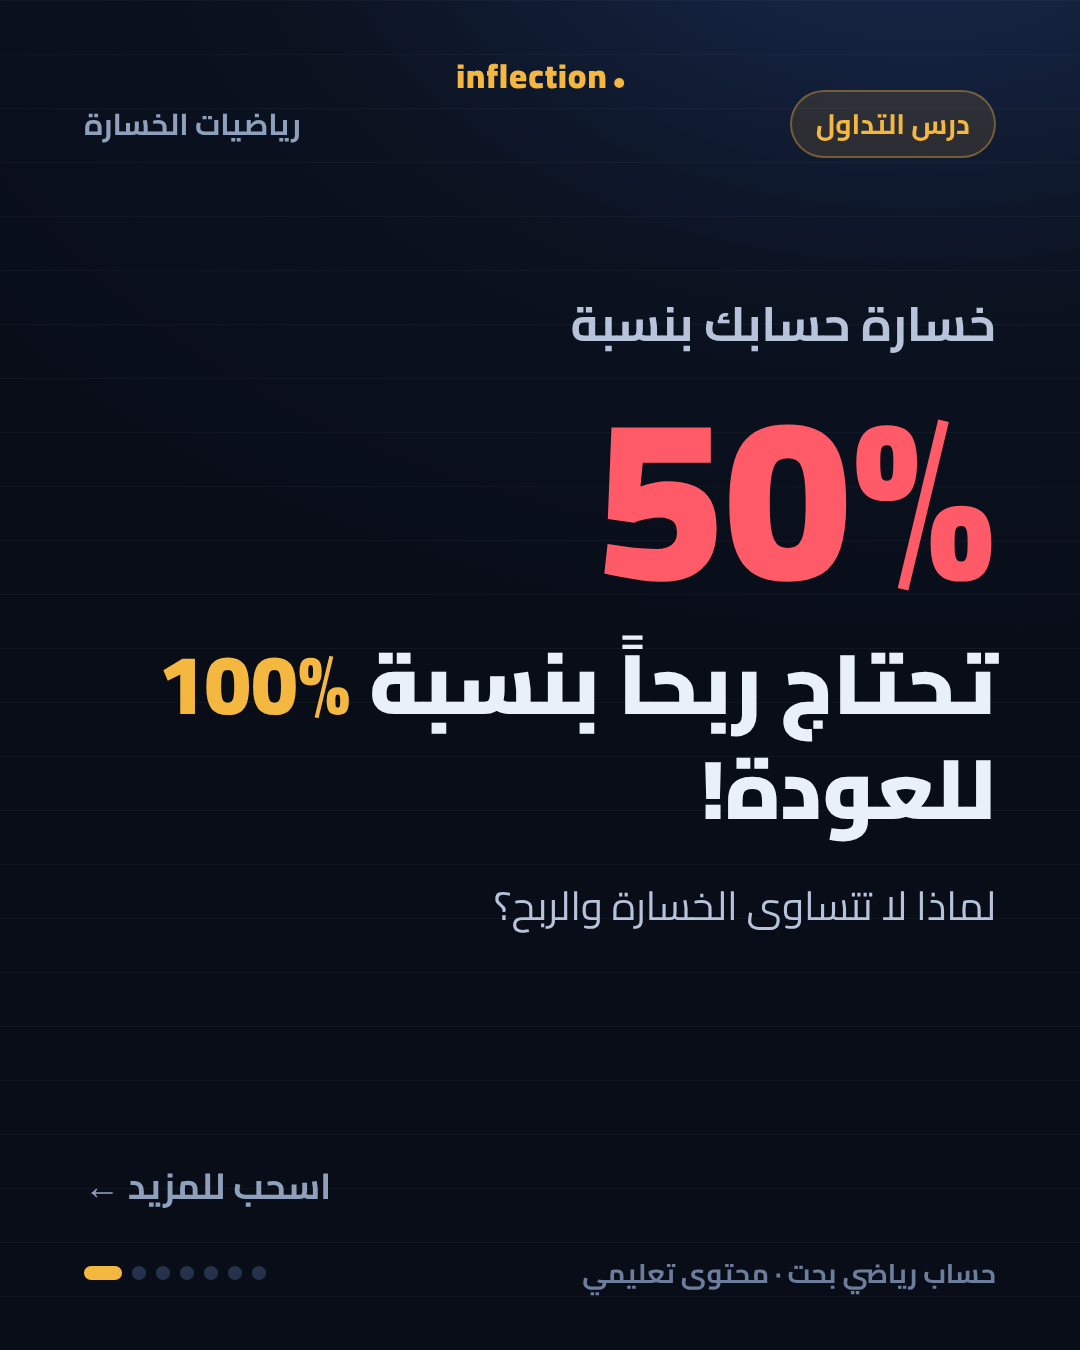 inflection
درس التداول
رياضيات الخسارة
خسارة حسابك بنسبة
50%
تحتاج ربحاً بنسبة 100%
للعودة!
لماذا لا تتساوى الخسارة والربح؟
اسحب للمزيد ←
حساب رياضي بحت · محتوى تعليمي